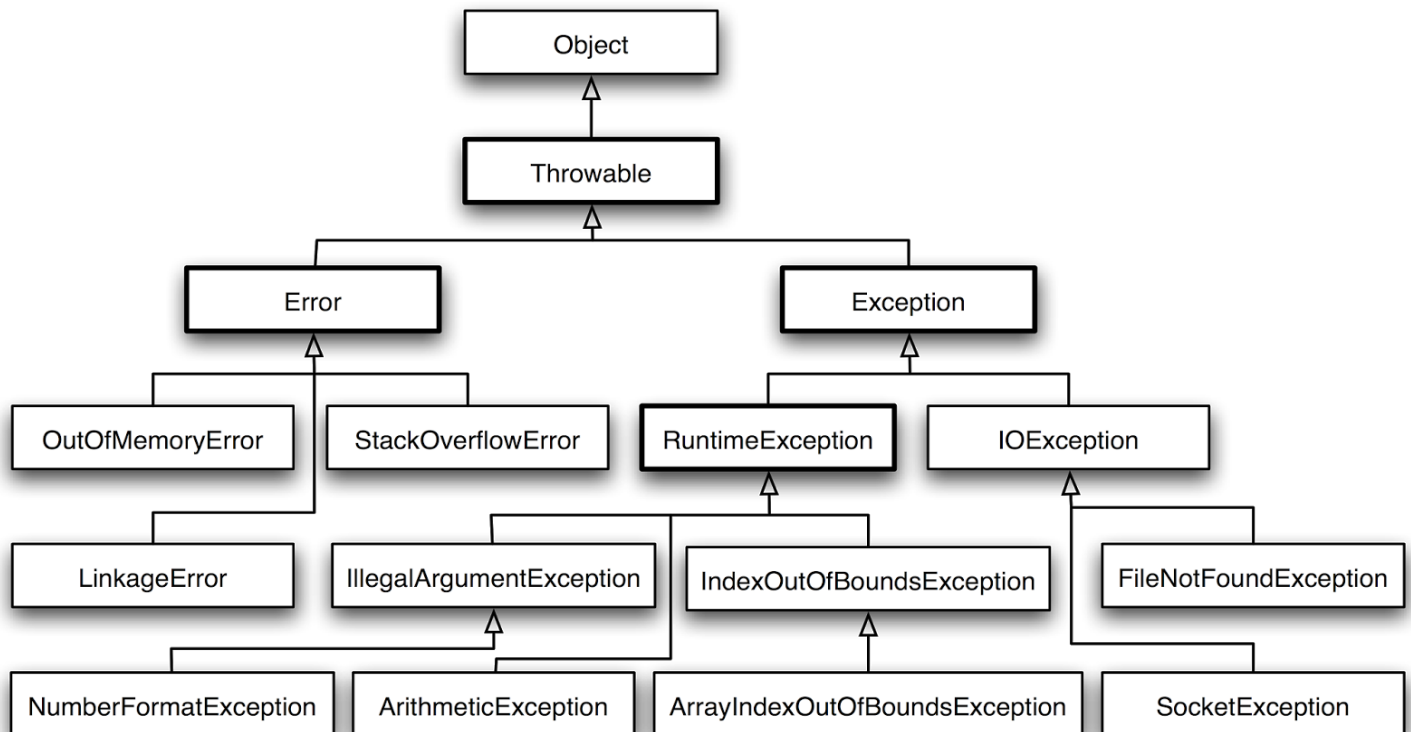 Object
Throwable
Error
Exception
OutOfMemoryError
StackOverflowError
RuntimeException
IOException
LinkageError
IllegalArgumentException
IndexOutOfBoundsException
FileNotFoundException
NumberFormatException
ArithmeticException
ArrayIndexOutOfBoundsException
SocketException